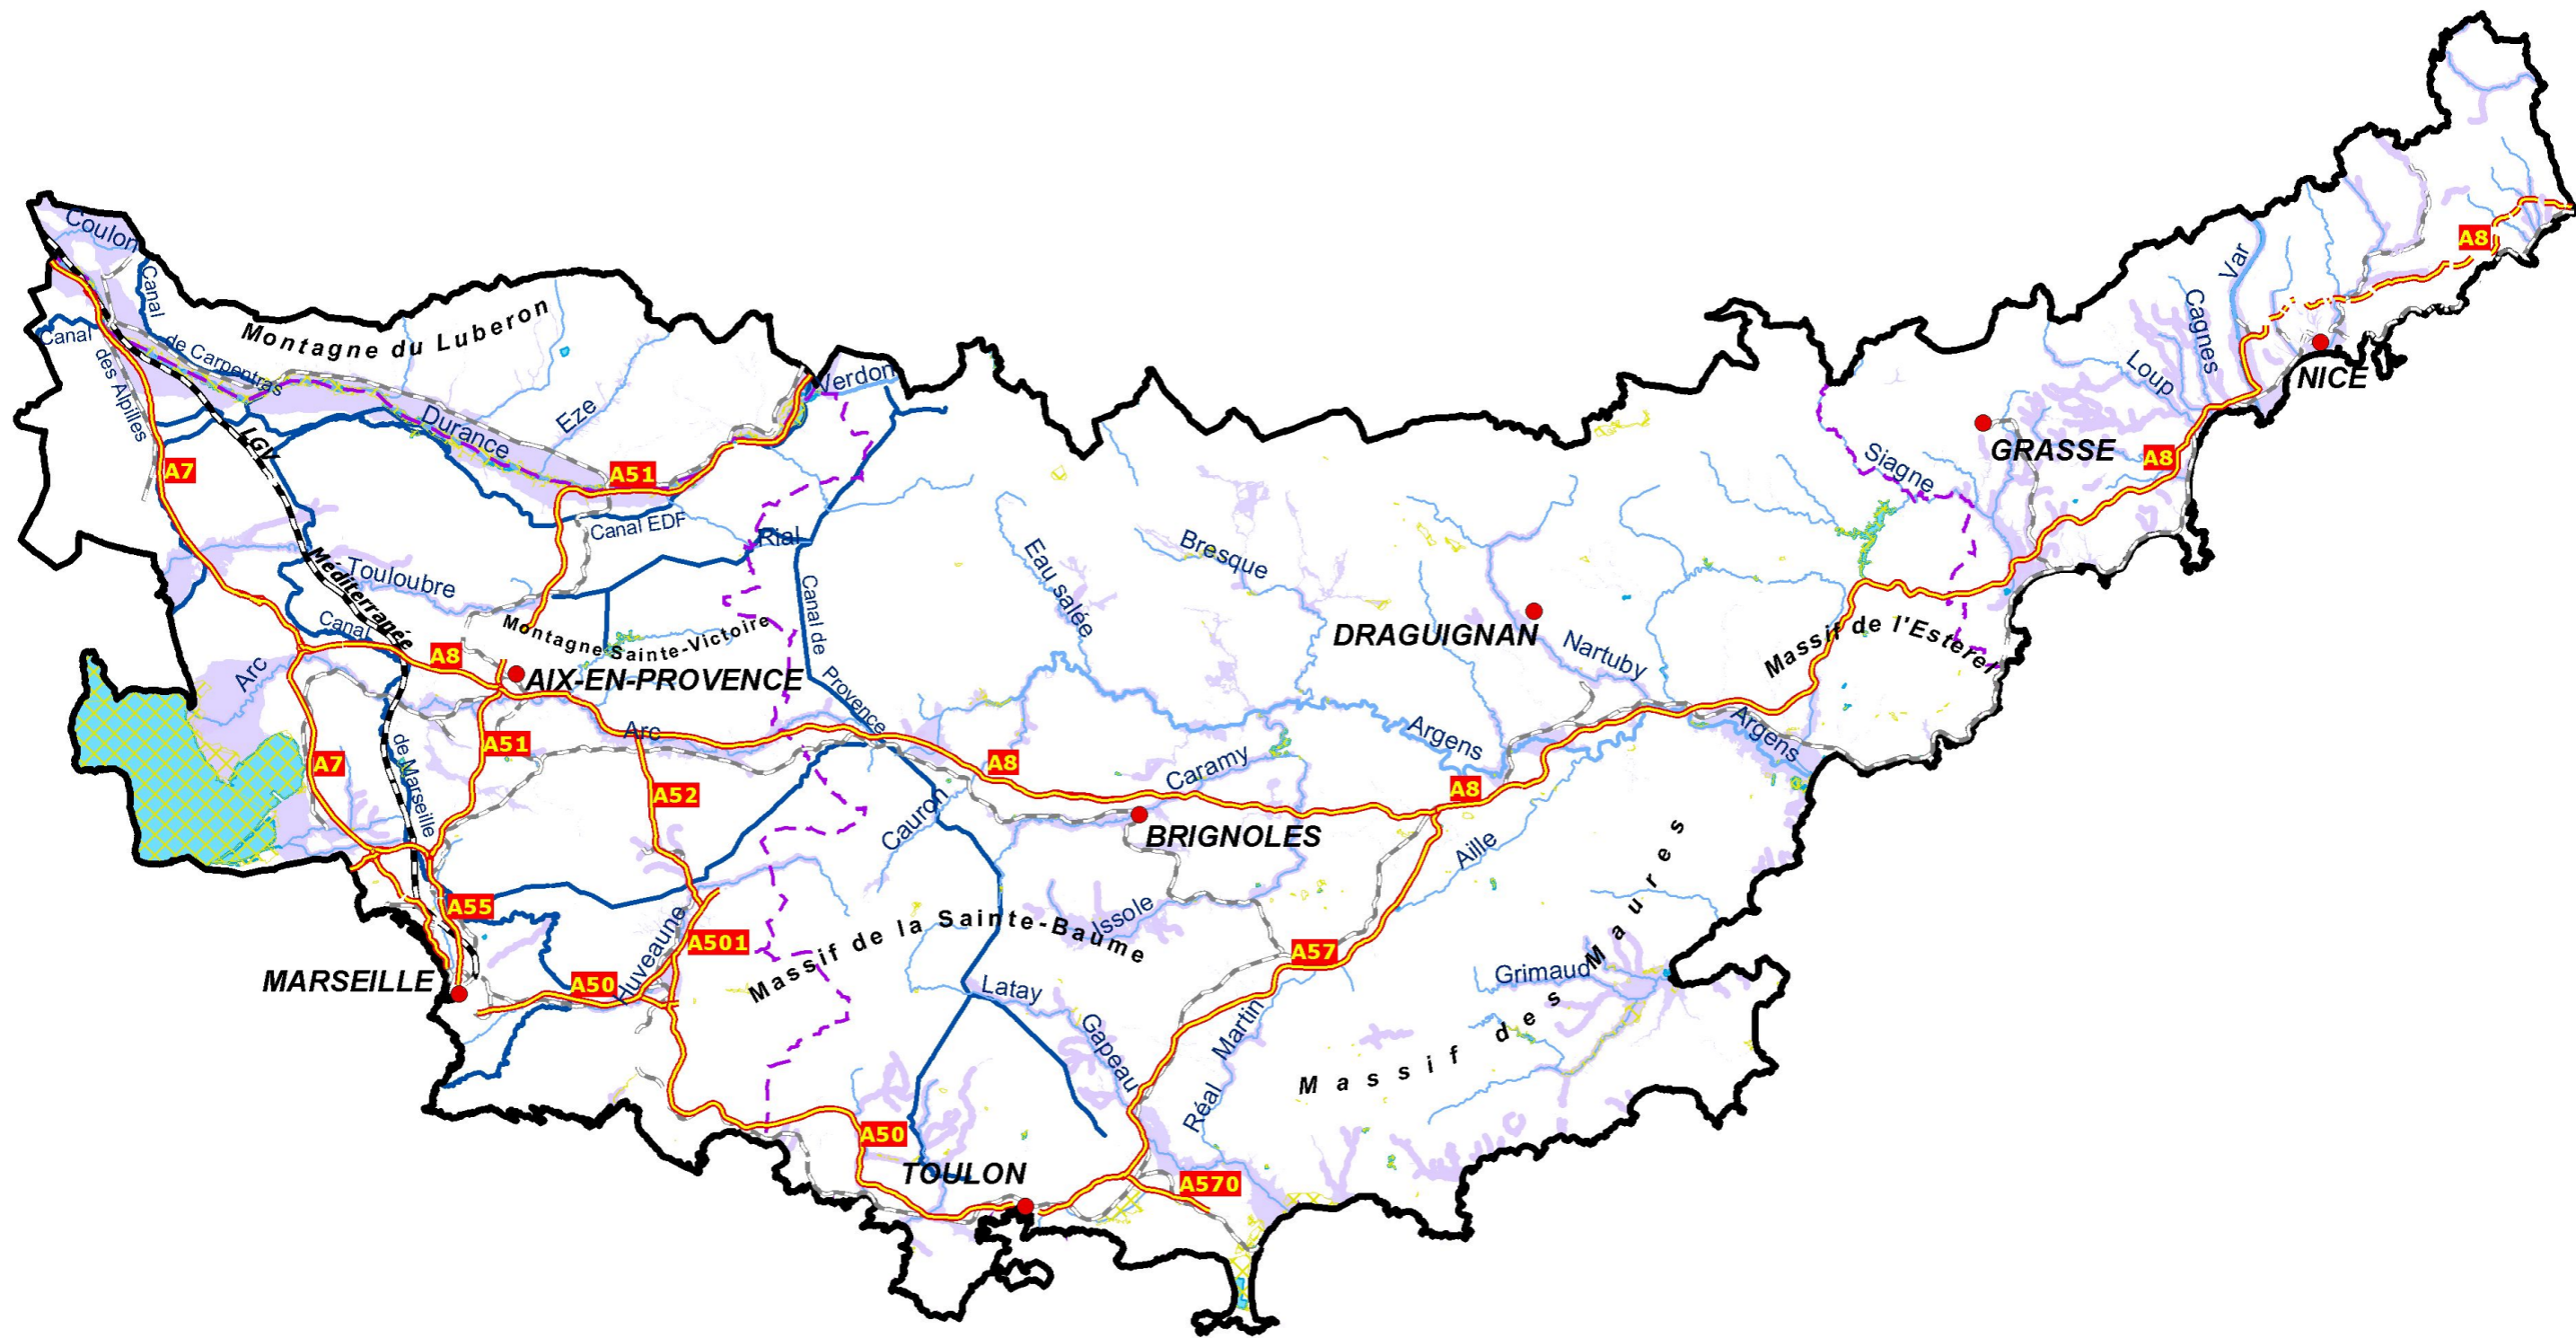 Coulon
Canal
de Carpentras
Canal
des Alpilles
Montagne du Luberon
Durance
Eze
Verdon
LGV
Méditerranée
A7
A51
Canal EDF
Rial
Touloubre
Canal
de Marseille
Montagne Sainte-Victoire
Canal de Provence
A8
AIX-EN-PROVENCE
Arc
Arc
A7
A51
A52
A55
A501
A50
Huveaune
MARSEILLE
Eau salée
Bresque
DRAGUIGNAN
Nartuby
Argens
Argens
Caramy
A8
A8
BRIGNOLES
Cauron
Aille
Issole
Massif de la Sainte-Baume
Latay
Gapeau
A57
Réal Martin
Grimaud
Massif des Maures
A50
TOULON
A570
Massif de l'Esterel
Siagne
GRASSE
A8
Loup
Cagnes
Var
NICE
A8